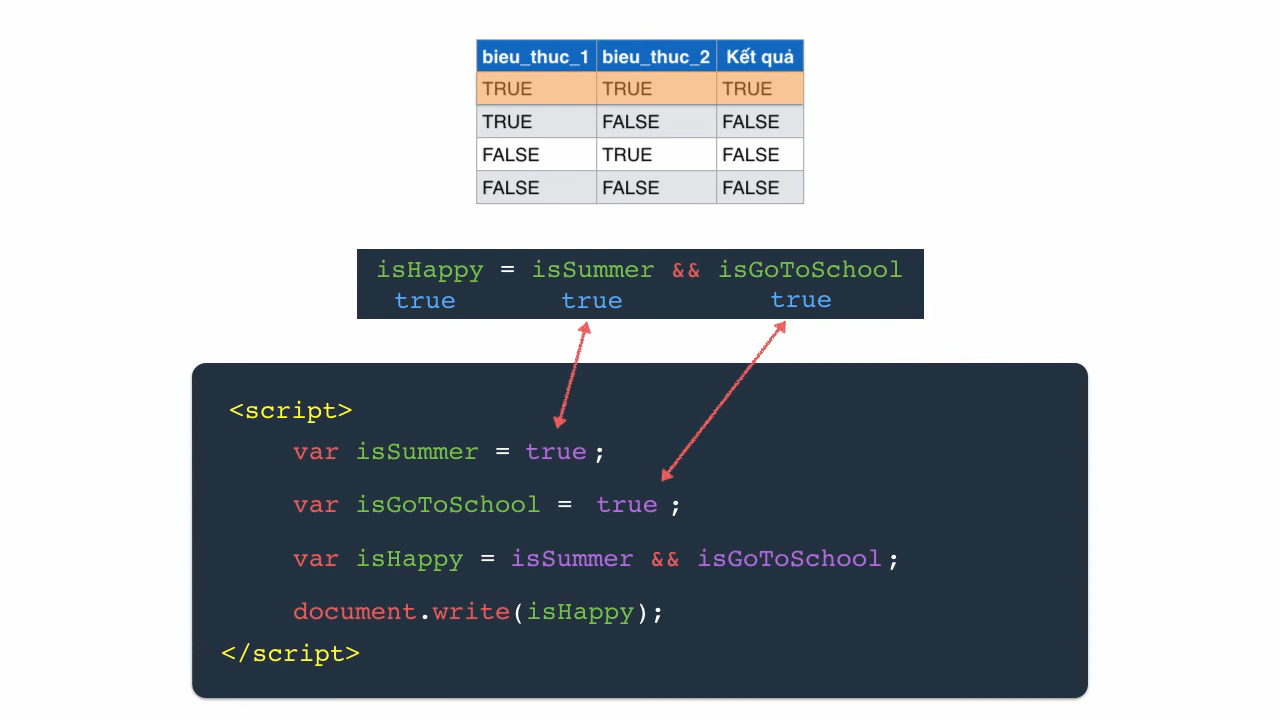 bieu_thuc_1 bieu_thuc_2 Kết quả
TRUE TRUE TRUE
TRUE FALSE FALSE
FALSE TRUE FALSE
FALSE FALSE FALSE
isHappy = isSummer && isGoToSchool
true true true
<script>
var isSummer = true ;
var isGoToSchool = true ;
var isHappy = isSummer && isGoToSchool;
document.write(isHappy);
</script>